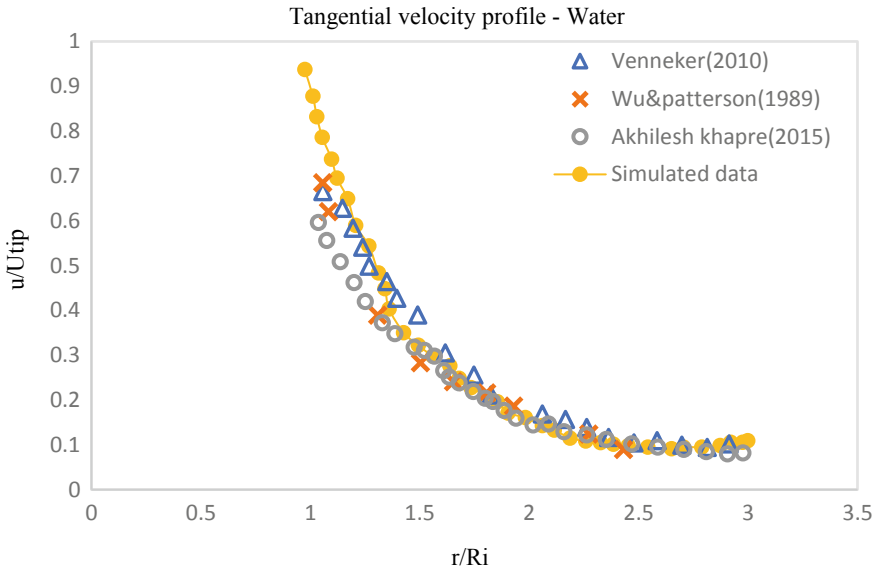 Tangential velocity profile - Water
1
0.9
0.8
0.7
0.6
0.5
0.4
0.3
0.2
0.1
0
u/Utip
Venneker(2010)
Wu&patterson(1989)
Akhilesh khapre(2015)
Simulated data
0 0.5 1 1.5 2 2.5 3 3.5
r/Ri